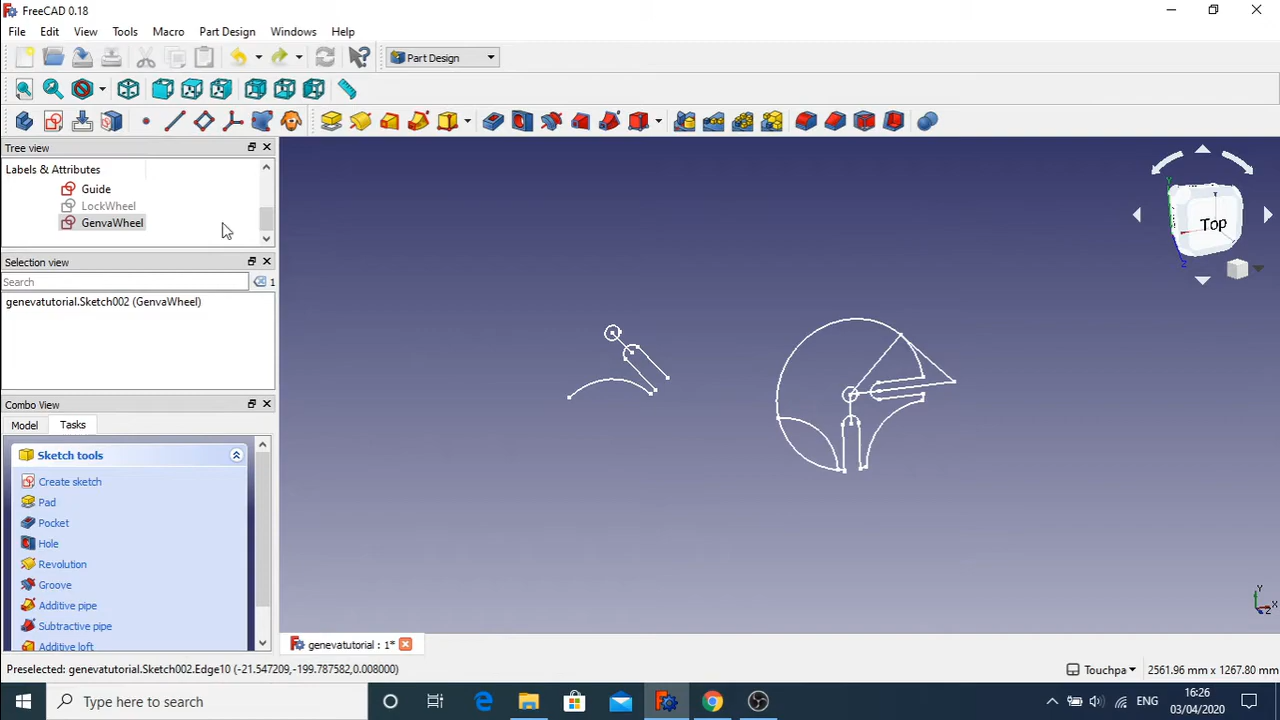 FreeCAD 0.18
File Edit View Tools Macro Part Design Windows Help
Part Design
Tree view
Labels & Attributes
Guide
LockWheel
GenvaWheel
Selection view
Search
1
genevatutorial.Sketch002 (GenvaWheel)
Combo View
Model Tasks
Sketch tools
Create sketch
Pad
Pocket
Hole
Revolution
Groove
Additive pipe
Subtractive pipe
Additive loft
Top
Y
Z
Y
Z
X
genevatutorial : 1*
Preselected: genevatutorial.Sketch002.Edge10 (-21.547209,-199.787582,0.008000)
Touchpa
2561.96 mm x 1267.80 mm
Type here to search
ENG
16:26
03/04/2020